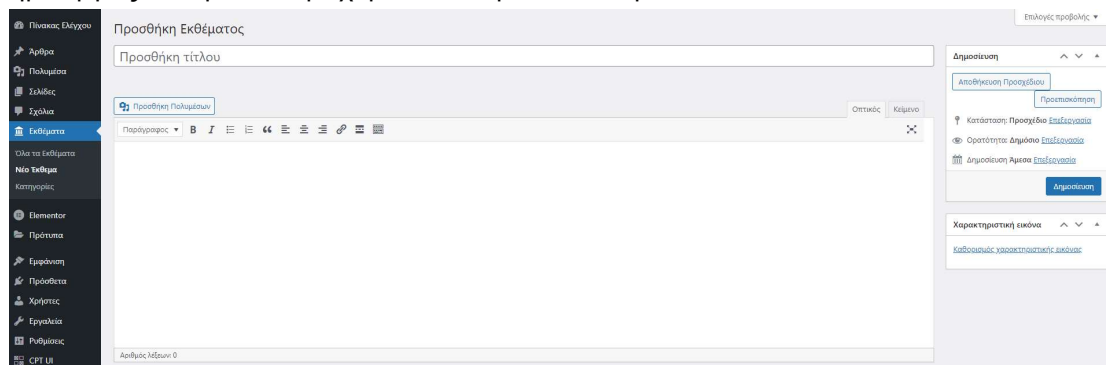 Πίνακας Ελέγχου
Άρθρα
Πολυμέσα
Σελίδες
Σχόλια
Εκθέματα
Όλα τα Εκθέματα
Νέο Έκθεμα
Κατηγορίες
Elementor
Πρότυπα
Εμφάνιση
Πρόσθετα
Χρήστες
Εργαλεία
Ρυθμίσεις
CPT UI
Επιλογές προβολής
Προσθήκη Εκθέματος
Προσθήκη τίτλου
Προσθήκη Πολυμέσων
Οπτικός Κείμενο
Παράγραφος
Αριθμός λέξεων: 0
Δημοσίευση
Αποθήκευση Προσχέδιου
Προεπισκόπηση
Κατάσταση: Προσχέδιο Επεξεργασία
Ορατότητα: Δημόσιο Επεξεργασία
Δημοσίευση Άμεσα Επεξεργασία
Δημοσίευση
Χαρακτηριστική εικόνα
Καθορισμός χαρακτηριστικής εικόνας